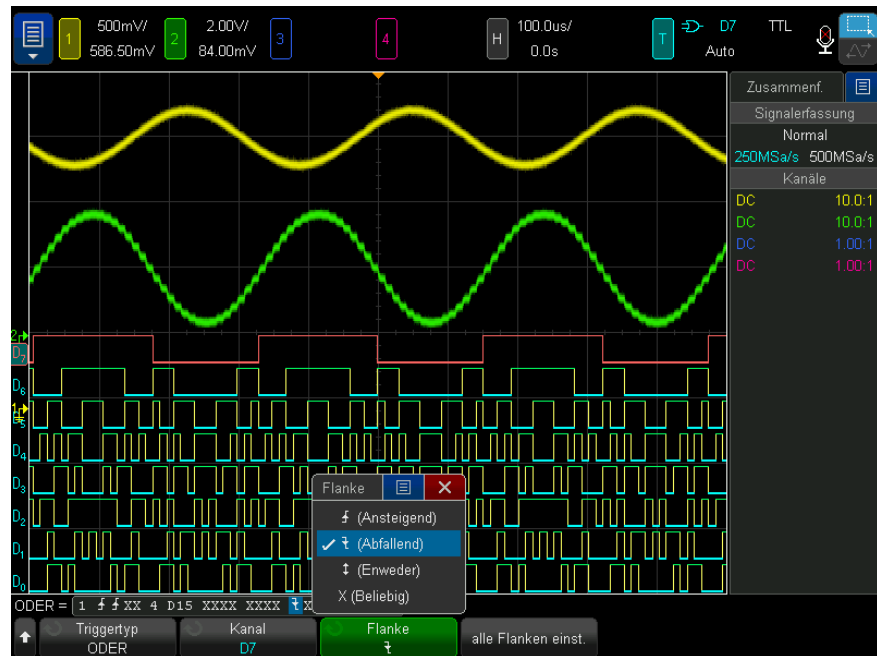 1 500mV/ 586.50mV
2 2.00V/ 84.00mV
3
4
H 100.0us/ 0.0s
T D7 TTL Auto
Zusammenf.
Signalerfassung
Normal
250MSa/s 500MSa/s
Kanäle
DC 10.0:1
DC 10.0:1
DC 1.00:1
DC 1.00:1
2
D7
D6
1
D5
D4
D3
D2
D1
D0
Flanke
(Ansteigend)
(Abfallend)
(Enweder)
X (Beliebig)
ODER = 1 XX 4 D15 XXXX XXXX
Triggertyp
ODER
Kanal
D7
Flanke
alle Flanken einst.